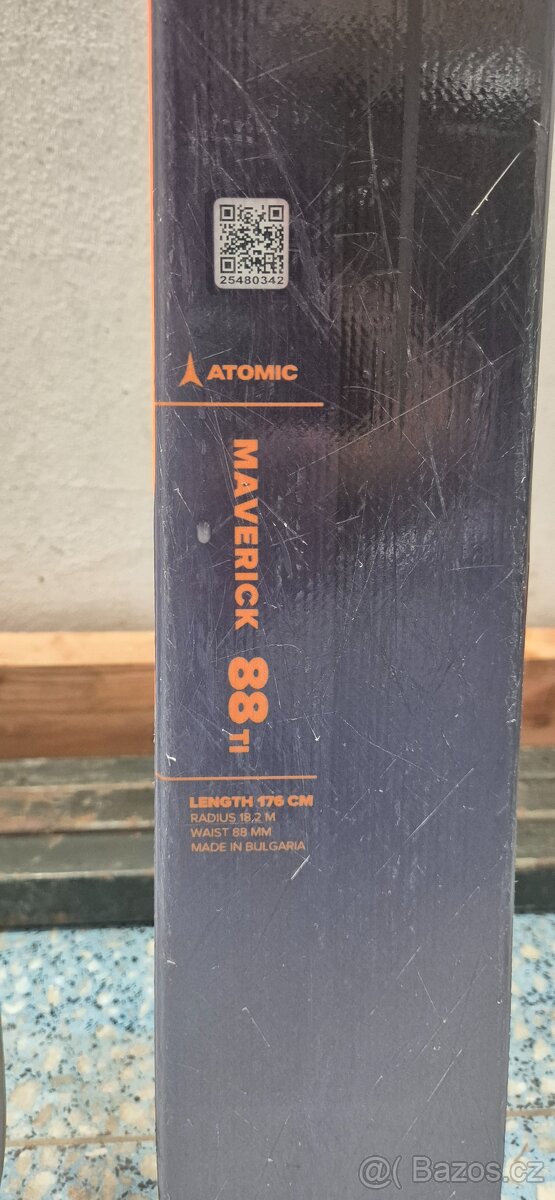 25480342
ATOMIC
MAVERICK 88 TI
LENGTH 176 CM
RADIUS 18,2 M
WAIST 88 MM
MADE IN BULGARIA
@( Bazos.cz